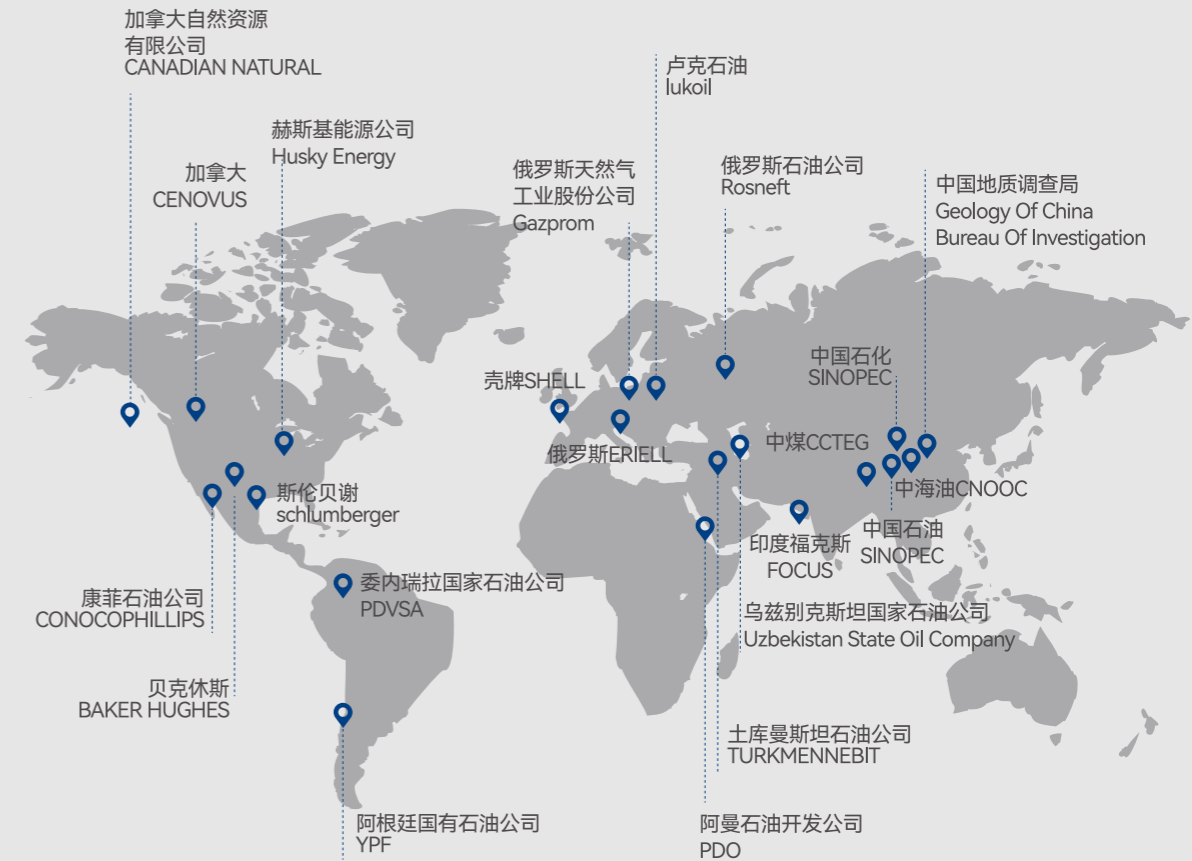 加拿大自然资源
有限公司
CANADIAN NATURAL
卢克石油
lukoil
赫斯基能源公司
Husky Energy
加拿大
CENOVUS
俄罗斯天然气
工业股份公司
Gazprom
俄罗斯石油公司
Rosneft
中国地质调查局
Geology Of China
Bureau Of Investigation
中国石化
SINOPEC
壳牌SHELL
俄罗斯ERIELL
中煤CCTEG
斯伦贝谢
schlumberger
中海油CNOOC
中国石油
SINOPEC
印度福克斯
FOCUS
委内瑞拉国家石油公司
PDVSA
康菲石油公司
CONOCOPHILLIPS
乌兹别克斯坦国家石油公司
Uzbekistan State Oil Company
贝克休斯
BAKER HUGHES
土库曼斯坦石油公司
TURKMENNEBIT
阿根廷国有石油公司
YPF
阿曼石油开发公司
PDO